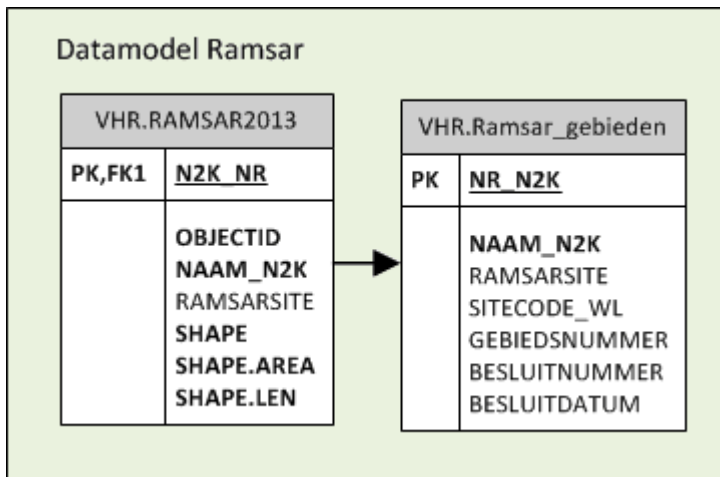 Datamodel Ramsar
VHR.RAMSAR2013
PK,FK1 N2K_NR
OBJECTID
NAAM_N2K
RAMSARSITE
SHAPE
SHAPE.AREA
SHAPE.LEN
VHR.Ramsar_gebieden
PK NR_N2K
NAAM_N2K
RAMSARSITE
SITECODE_WL
GEBIEDSNUMMER
BESLUITNUMMER
BESLUITDATUM